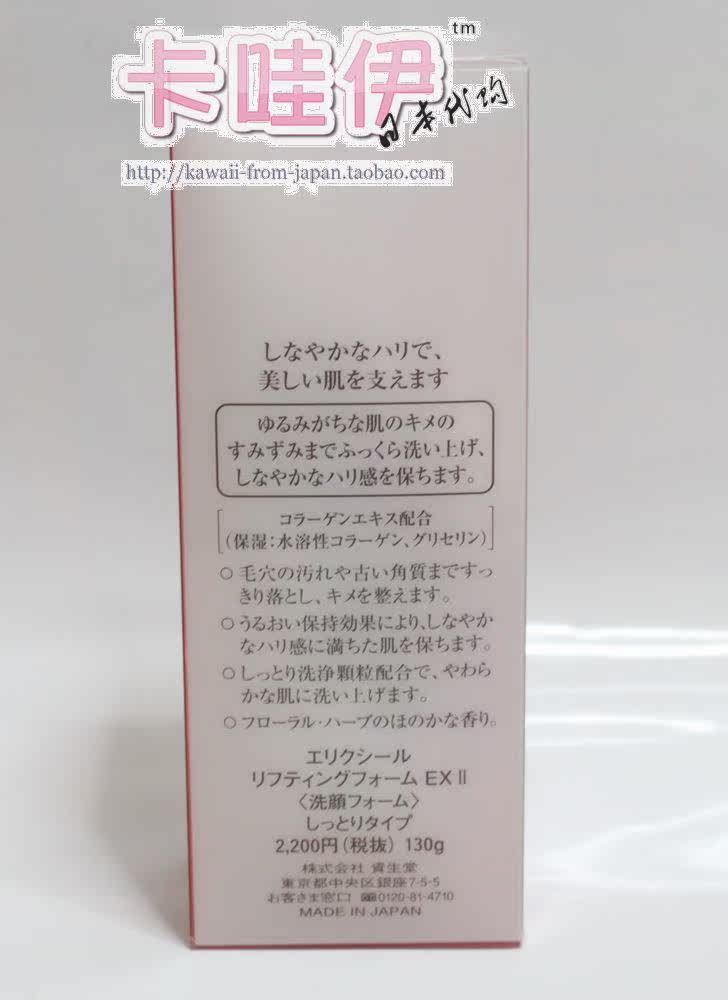 tm
卡哇伊
日本代购
http://kawaii-from-japan.taobao.com
しなやかなハリで、
美しい肌を支えます
ゆるみがちな肌のキメの
すみずみまでふっくら洗い上げ、
しなやかなハリ感を保ちます。
コラーゲンエキス配合
(保湿:水溶性コラーゲン、グリセリン)
○ 毛穴の汚れや古い角質まですっ
きり落とし、キメを整えます。
○ うるおい保持効果により、しなやか
なハリ感に満ちた肌を保ちます。
○ しっとり洗浄顆粒配合で、やわら
かな肌に洗い上げます。
○ フローラル・ハーブのほのかな香り。
エリクシール
リフティングフォーム EX II
〈洗顔フォーム〉
しっとりタイプ
2,200円(税抜) 130g
株式会社 資生堂
東京都中央区銀座7-5-5
お客さま窓口 0120-81-4710
MADE IN JAPAN